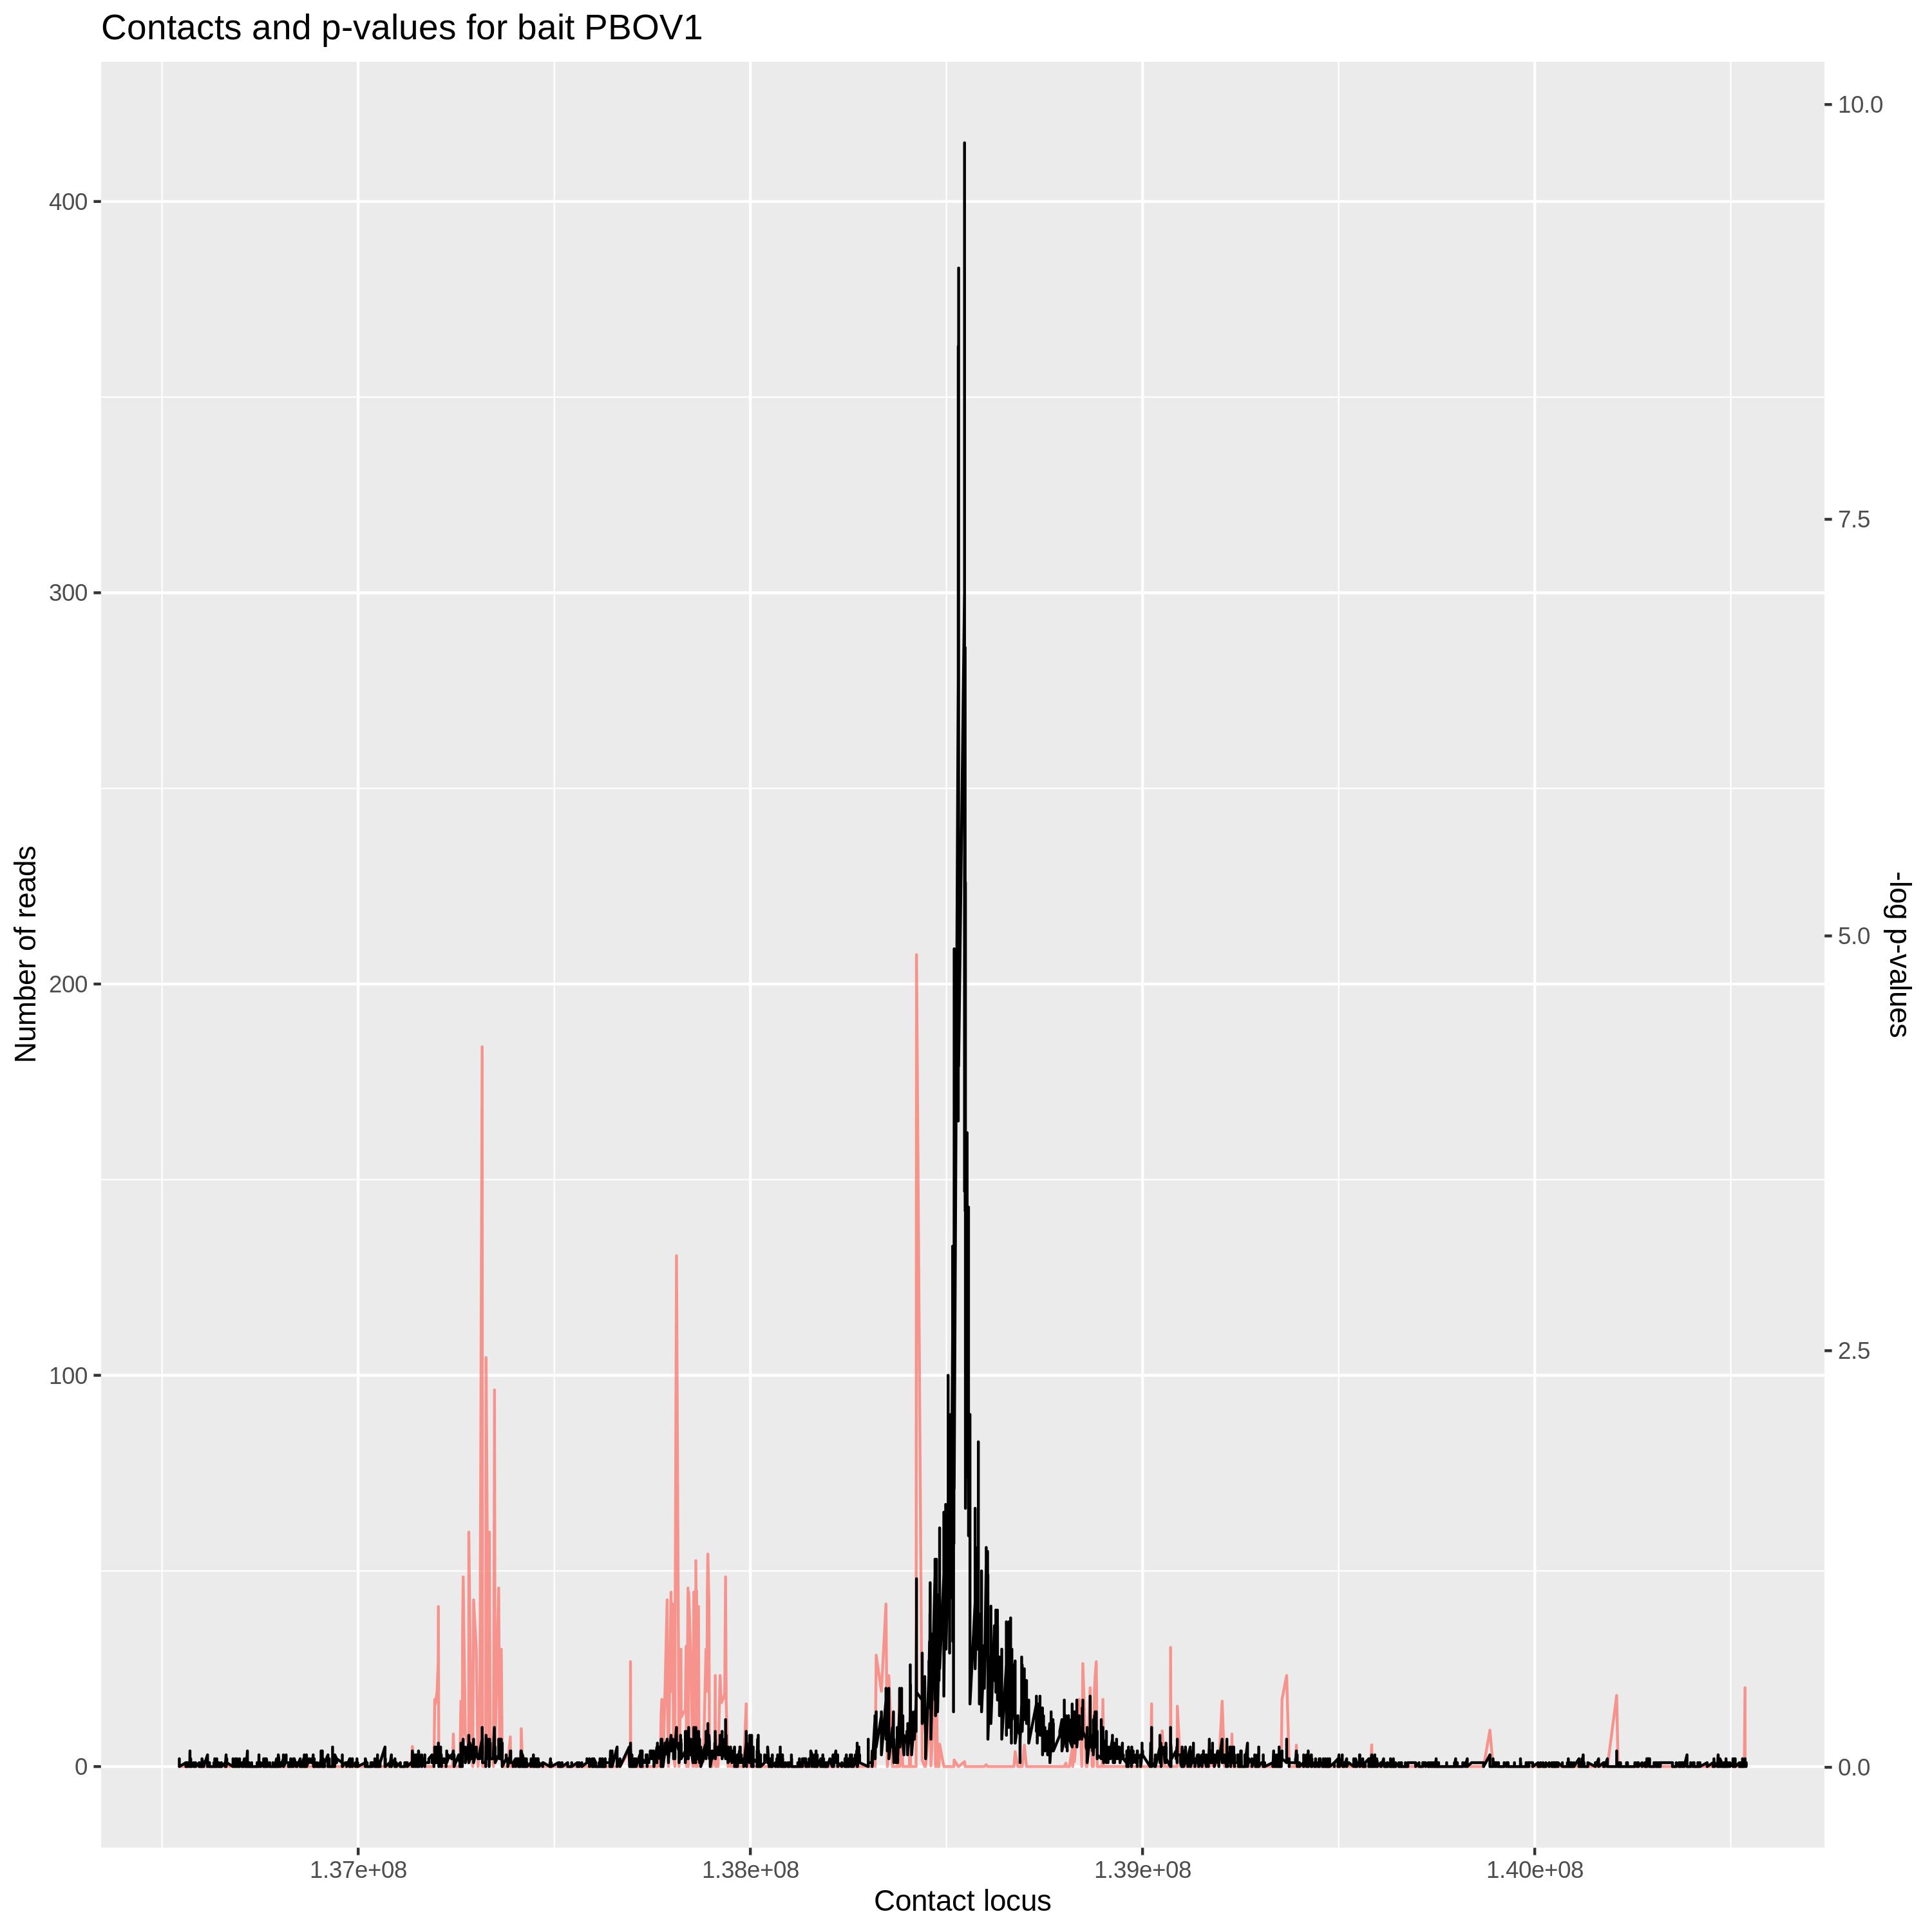 Contacts and p-values for bait PBOV1
Number of reads
400
300
200
100
0
10.0
7.5
5.0
2.5
0.0
-log p-values
1.37e+08
1.38e+08
1.39e+08
1.40e+08
Contact locus